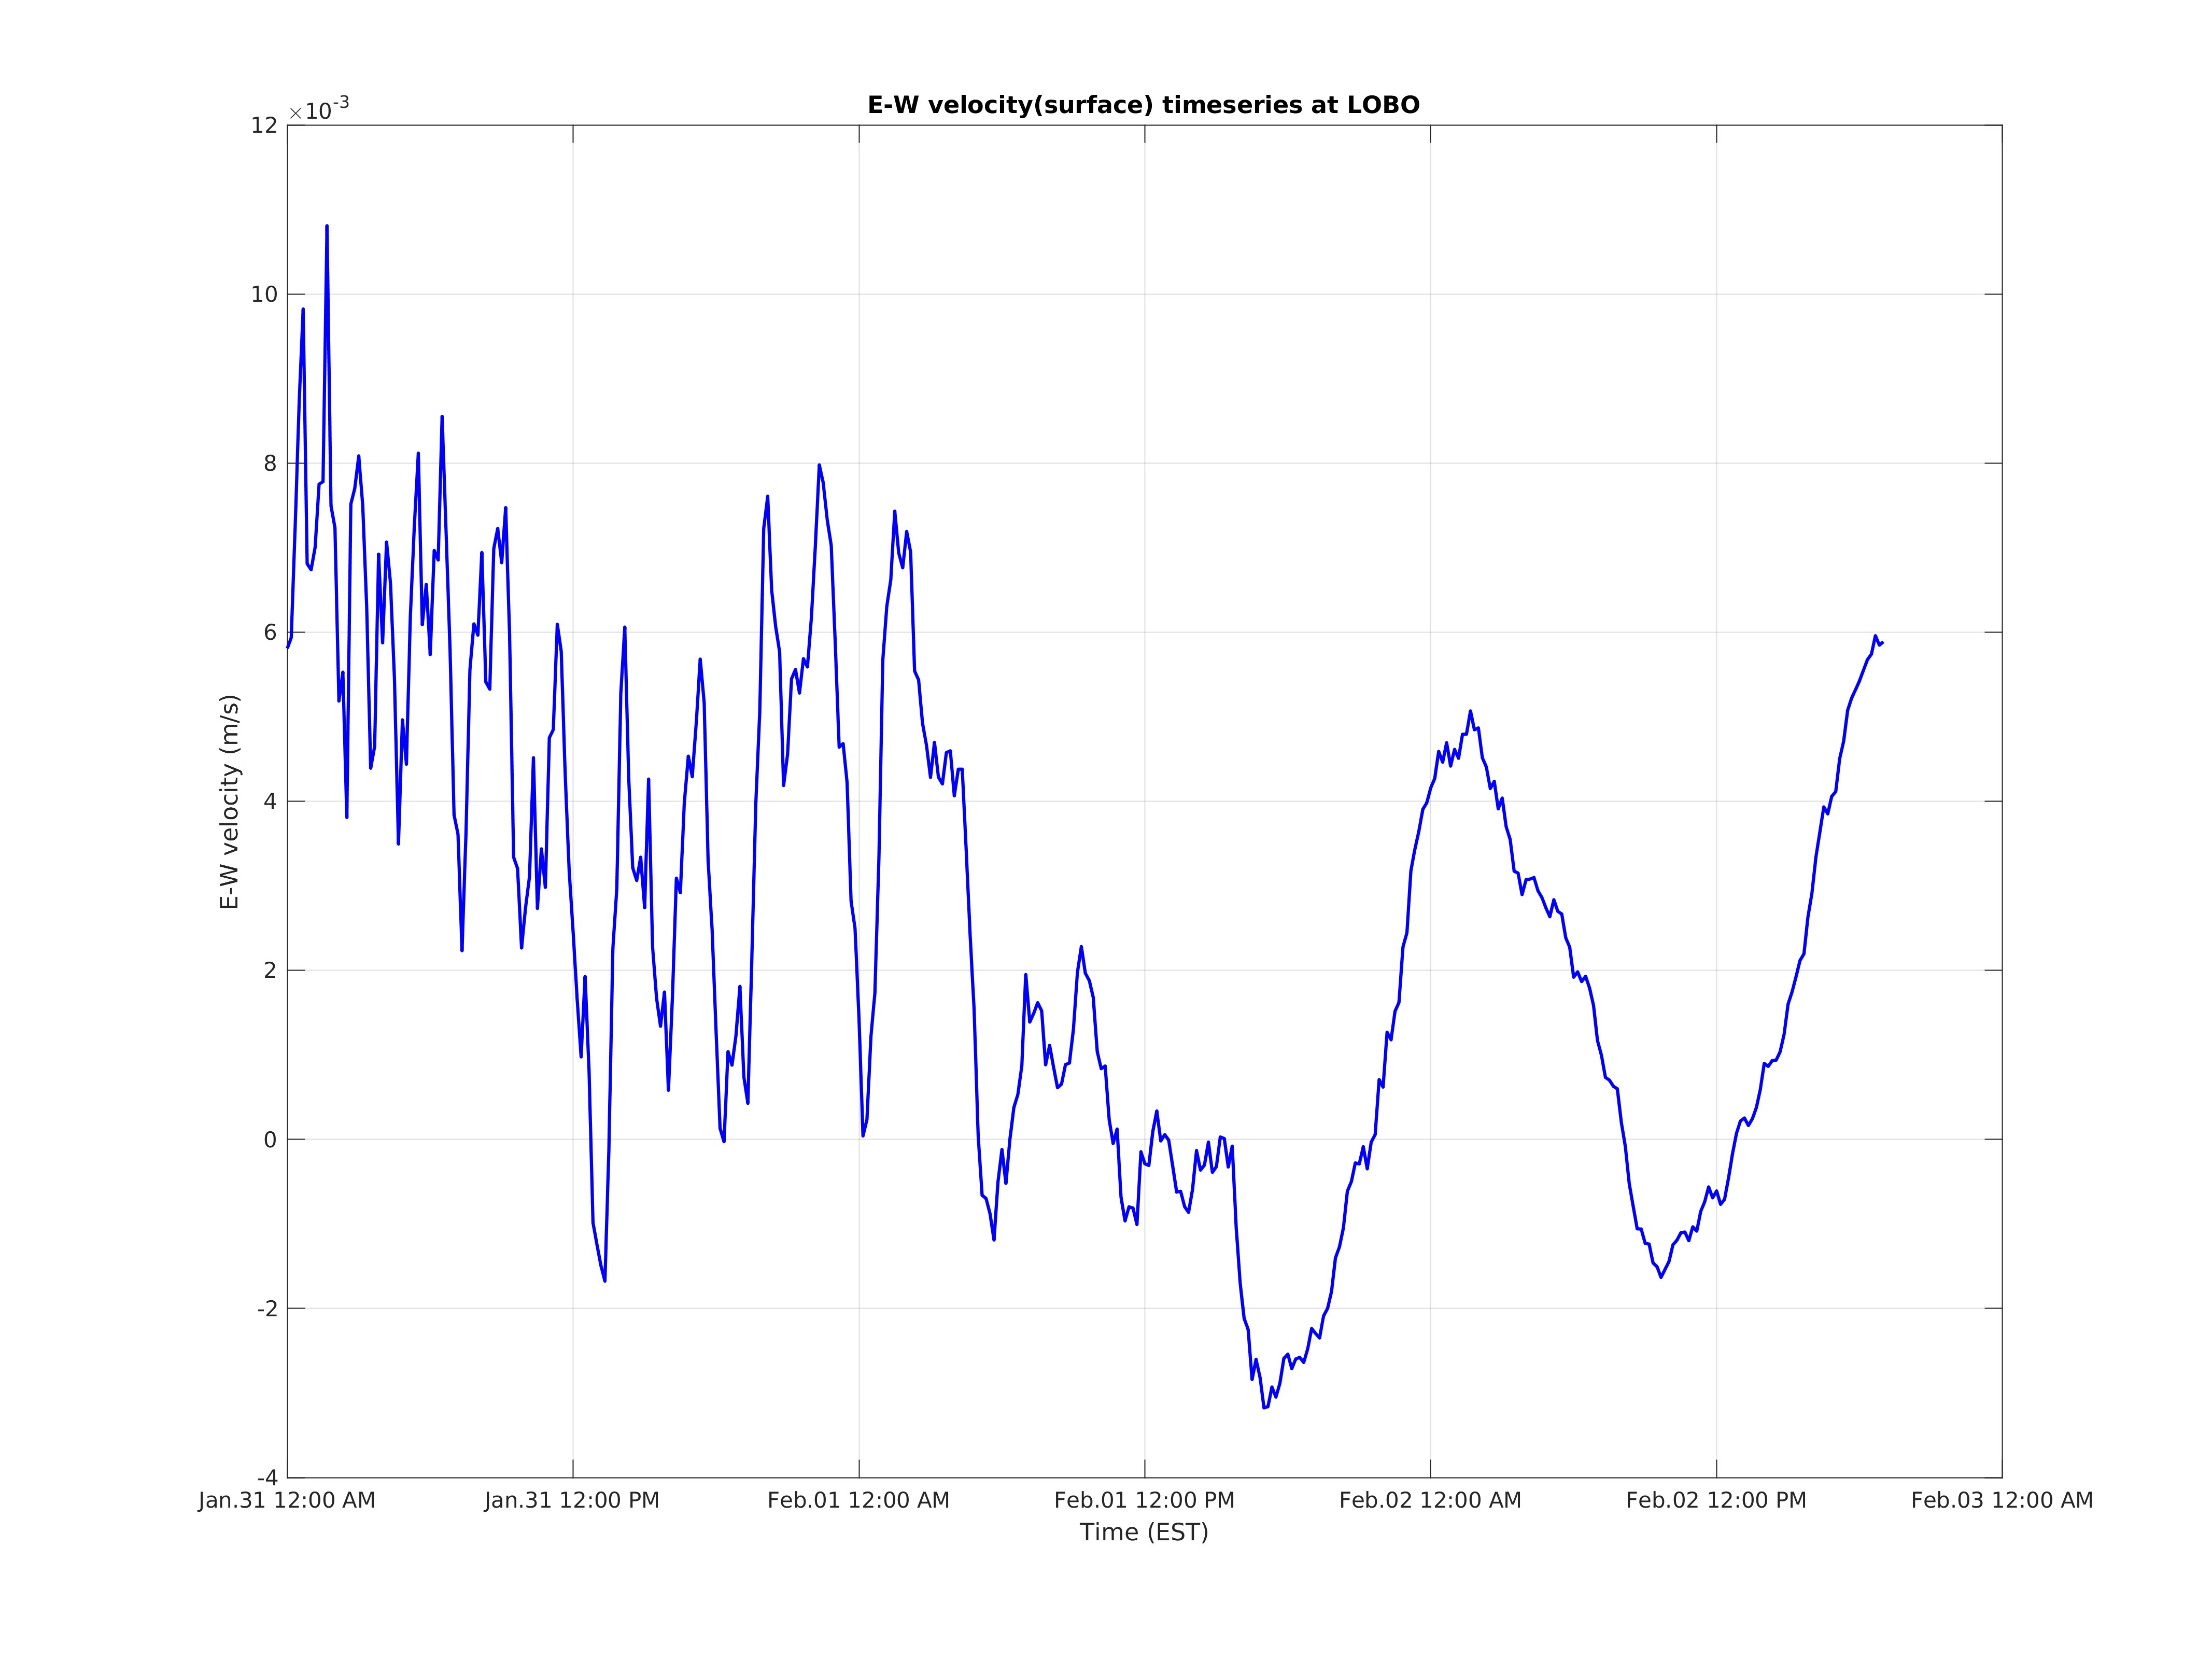 E-W velocity(surface) timeseries at LOBO
×10-3
12
10
8
6
4
2
0
-2
-4
E-W velocity (m/s)
Jan.31 12:00 AM Jan.31 12:00 PM Feb.01 12:00 AM Feb.01 12:00 PM Feb.02 12:00 AM Feb.02 12:00 PM Feb.03 12:00 AM
Time (EST)